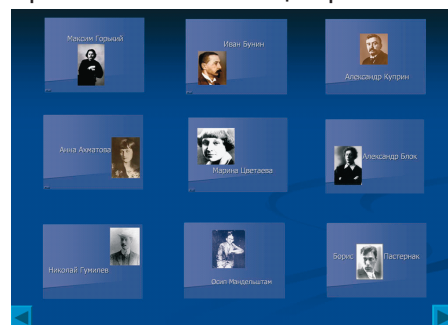 Максим Горький
Иван Бунин
Александр Куприн
Анна Ахматова
Марина Цветаева
Александр Блок
Николай Гумилев
Осип Мандельштам
Борис Пастернак